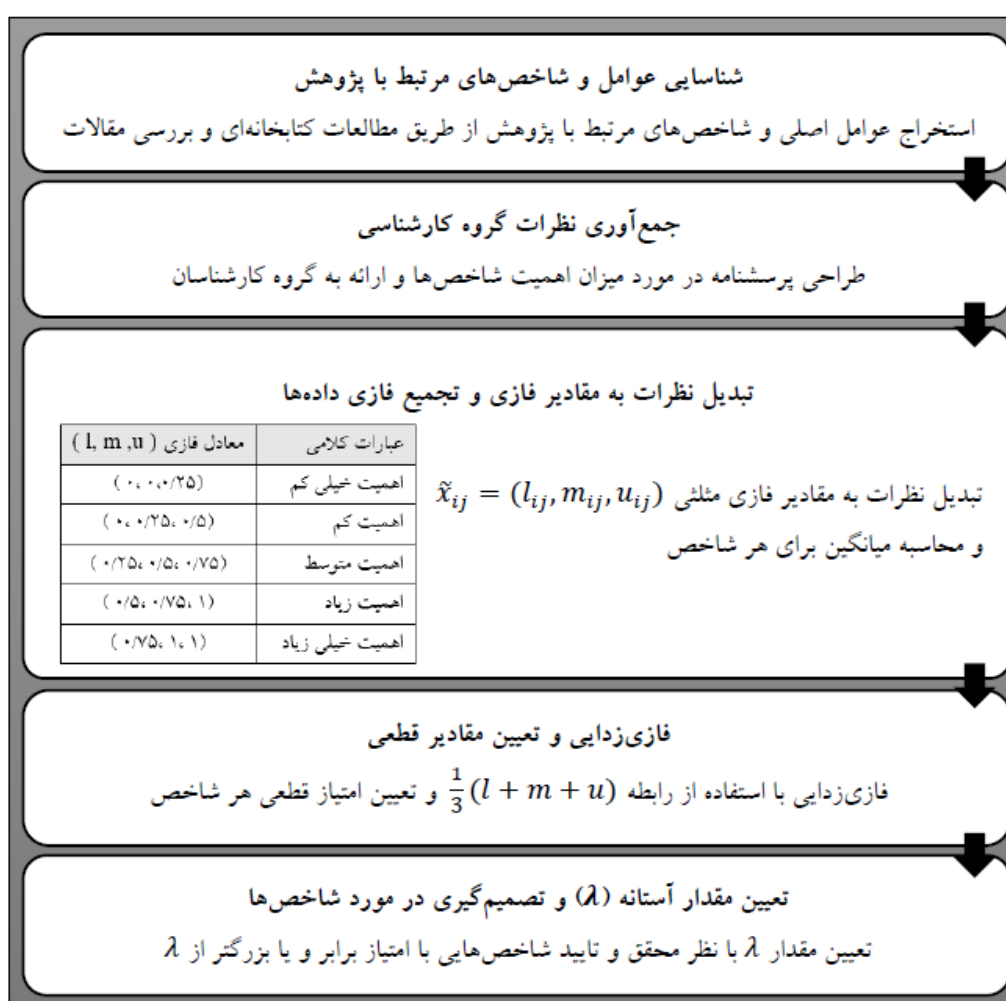 شناسایی عوامل و شاخص‌های مرتبط با پژوهش
استخراج عوامل اصلی و شاخص‌های مرتبط با پژوهش از طریق مطالعات کتابخانه‌ای و بررسی مقالات
جمع‌آوری نظرات گروه کارشناسی
طراحی پرسشنامه در مورد میزان اهمیت شاخص‌ها و ارائه به گروه کارشناسان
تبدیل نظرات به مقادیر فازی و تجمیع فازی داده‌ها
تبدیل نظرات به مقادیر فازی مثلثی x̃ij = (lij, mij, uij)
و محاسبه میانگین برای هر شاخص
عبارات کلامی معادل فازی ( l, m ,u )
اهمیت خیلی کم (۰، ۰،۰/۲۵)
اهمیت کم (۰، ۰/۲۵، ۰/۵)
اهمیت متوسط (۰/۲۵، ۰/۵، ۰/۷۵)
اهمیت زیاد (۰/۵، ۰/۷۵، ۱)
اهمیت خیلی زیاد (۰/۷۵، ۱، ۱)
فازی‌زدایی و تعیین مقادیر قطعی
فازی‌زدایی با استفاده از رابطه 1/3 (l + m + u) و تعیین امتیاز قطعی هر شاخص
تعیین مقدار آستانه (λ) و تصمیم‌گیری در مورد شاخص‌ها
تعیین مقدار λ با نظر محقق و تایید شاخص‌هایی با امتیاز برابر و یا بزرگتر از λ